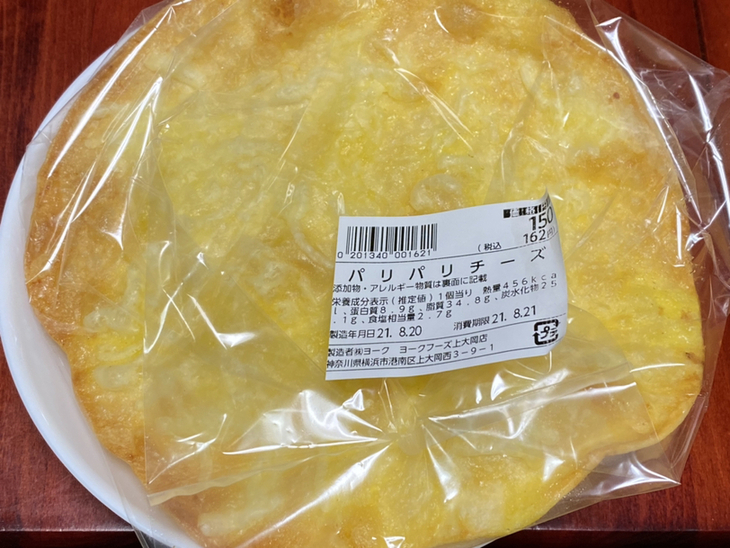 価格(円)
150
(税込 162円)
0 201340 001621
パリパリチーズ
添加物・アレルギー物質は裏面に記載
栄養成分表示(推定値)1個当り 熱量456kca
l、蛋白質8.9g、脂質34.8g、炭水化物25
.1g、食塩相当量2.7g
製造年月日21. 8.20 消費期限21. 8.21
プラ
製造者㈱ヨーク ヨークフーズ上大岡店
神奈川県横浜市港南区上大岡西3-9-1